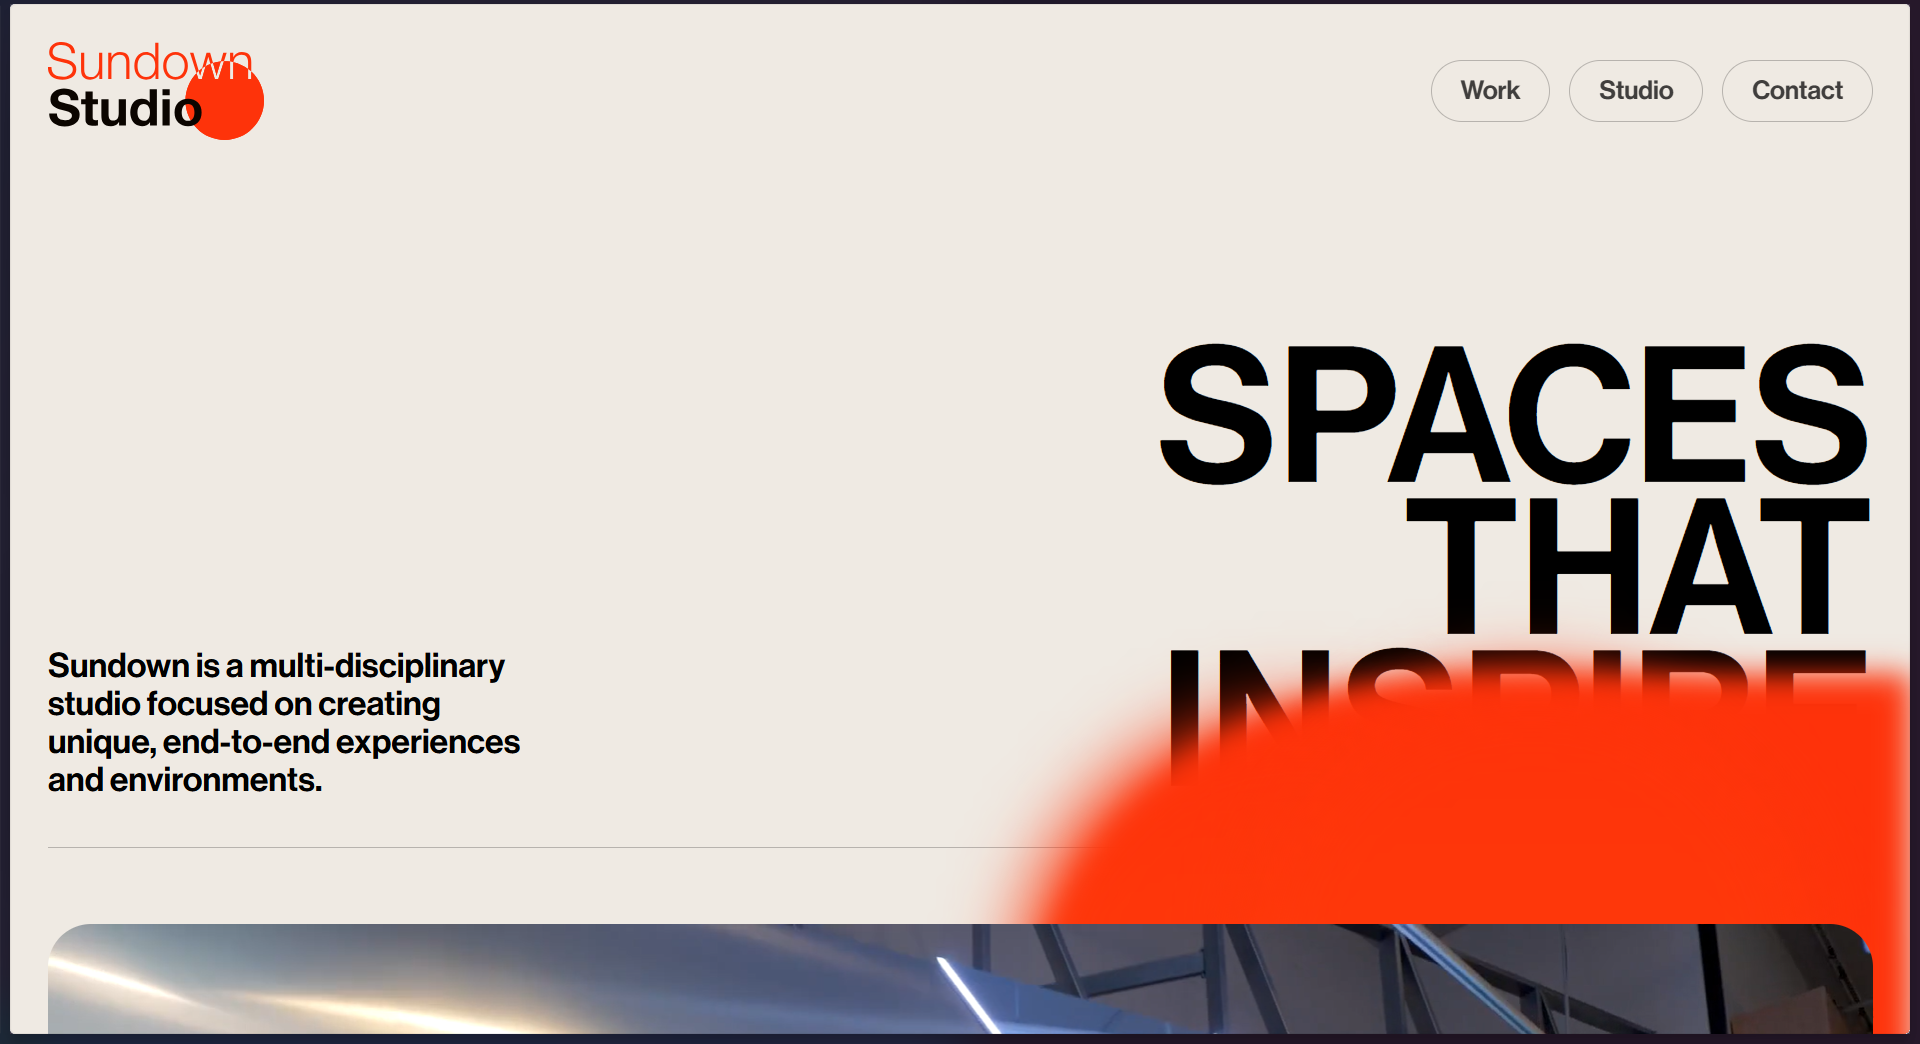 Sundown
Studio
Work
Studio
Contact
SPACES
THAT
INSPIRE
Sundown is a multi-disciplinary
studio focused on creating
unique, end-to-end experiences
and environments.